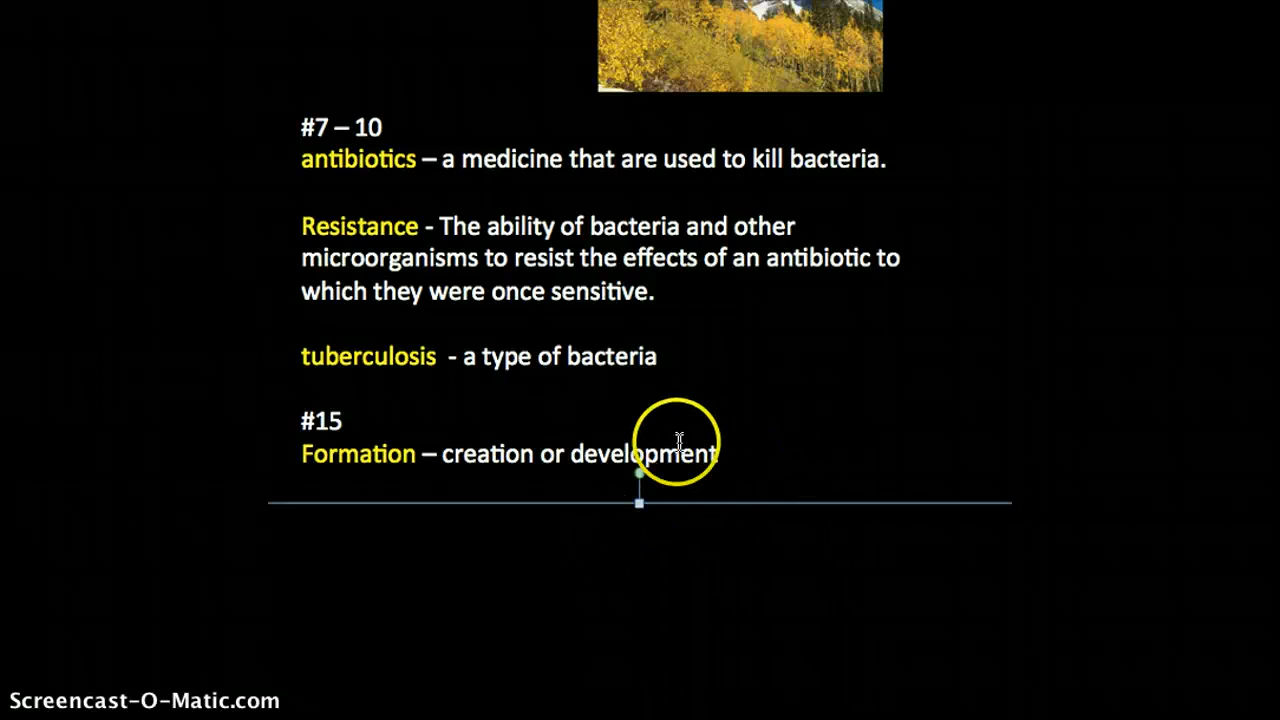 #7 – 10
antibiotics – a medicine that are used to kill bacteria.
Resistance - The ability of bacteria and other
microorganisms to resist the effects of an antibiotic to
which they were once sensitive.
tuberculosis  - a type of bacteria
#15
Formation – creation or development
Screencast-O-Matic.com